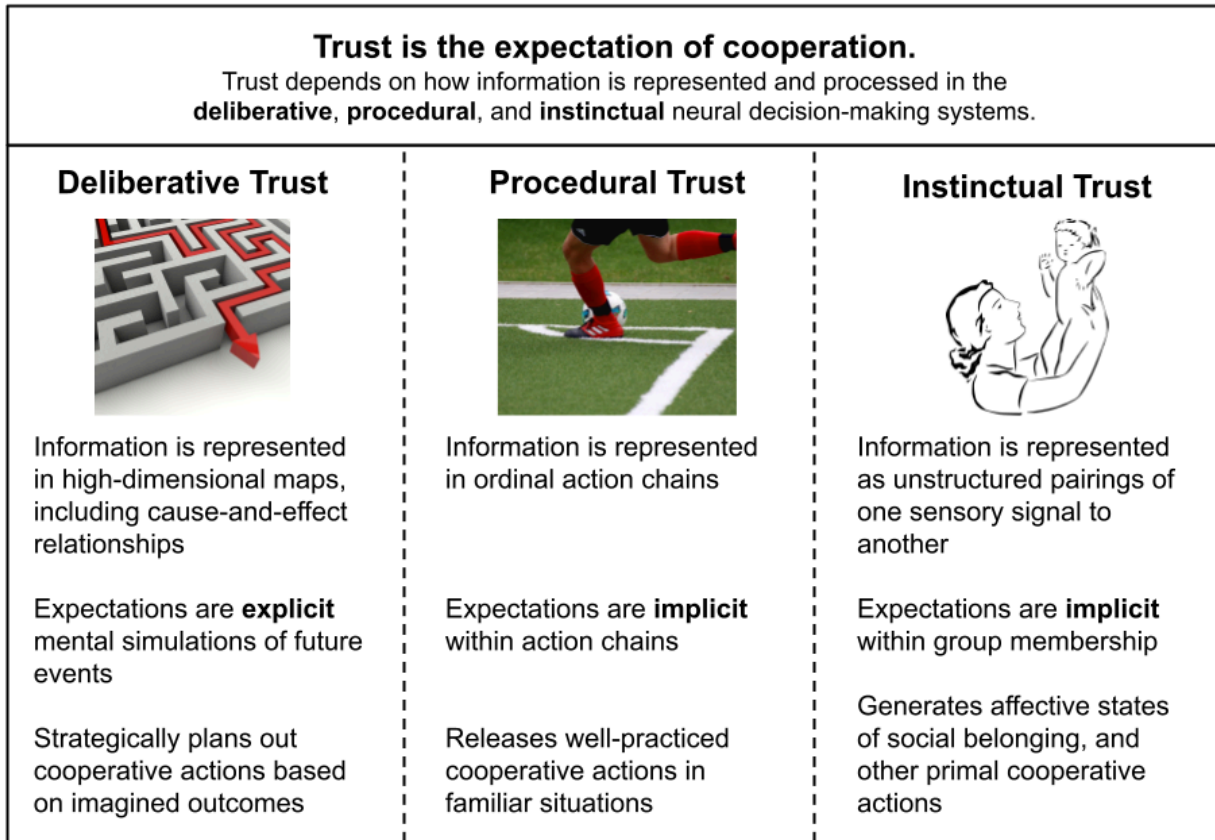 Trust is the expectation of cooperation.
Trust depends on how information is represented and processed in the
deliberative, procedural, and instinctual neural decision-making systems.
Deliberative Trust
Information is represented
in high-dimensional maps,
including cause-and-effect
relationships
Expectations are explicit
mental simulations of future
events
Strategically plans out
cooperative actions based
on imagined outcomes
Procedural Trust
Information is represented
in ordinal action chains
Expectations are implicit
within action chains
Releases well-practiced
cooperative actions in
familiar situations
Instinctual Trust
Information is represented
as unstructured pairings of
one sensory signal to
another
Expectations are implicit
within group membership
Generates affective states
of social belonging, and
other primal cooperative
actions